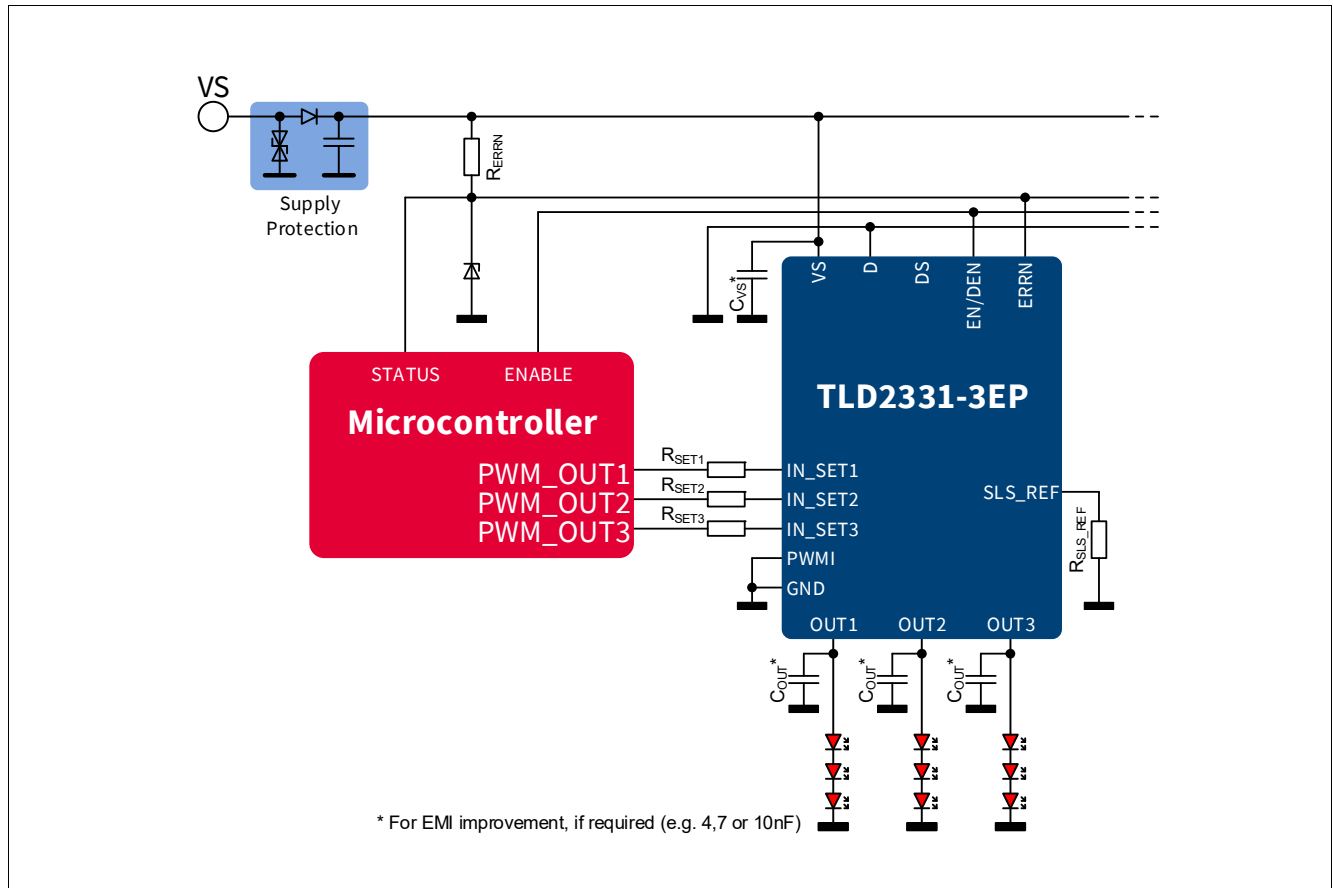 VS
Supply
Protection
RERRN
CVS*
VS
D
DS
EN/DEN
ERRN
STATUS
ENABLE
Microcontroller
TLD2331-3EP
PWM_OUT1
PWM_OUT2
PWM_OUT3
RSET1
RSET2
RSET3
IN_SET1
IN_SET2
IN_SET3
PWMI
GND
SLS_REF
RSLS_REF
OUT1
OUT2
OUT3
COUT*
COUT*
COUT*
* For EMI improvement, if required (e.g. 4,7 or 10nF)